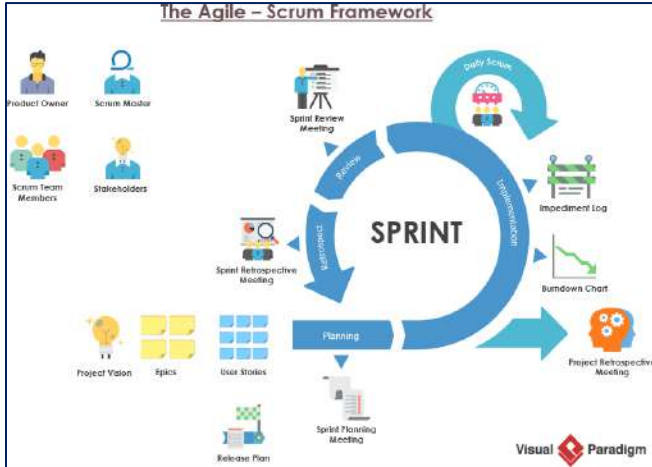 The Agile – Scrum Framework
Product Owner
Scrum Master
Scrum Team
Members
Stakeholders
Sprint Review
Meeting
Daily Scrum
Review
Implementation
Retrospect
SPRINT
Impediment Log
Sprint Retrospective
Meeting
Burndown Chart
Planning
Project Vision
Epics
User Stories
Project Retrospective
Meeting
Sprint Planning
Meeting
Release Plan
Visual Paradigm